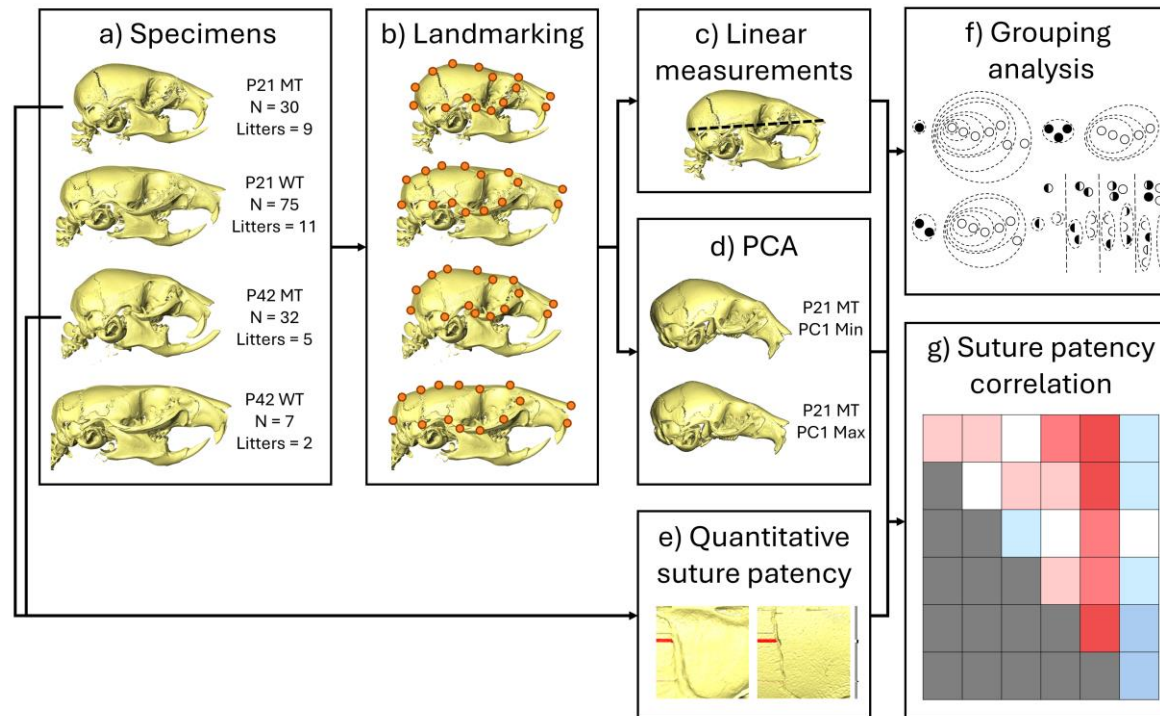 a) Specimens
P21 MT
N = 30
Litters = 9
P21 WT
N = 75
Litters = 11
P42 MT
N = 32
Litters = 5
P42 WT
N = 7
Litters = 2
b) Landmarking
c) Linear
measurements
d) PCA
P21 MT
PC1 Min
P21 MT
PC1 Max
e) Quantitative
suture patency
f) Grouping
analysis
g) Suture patency
correlation